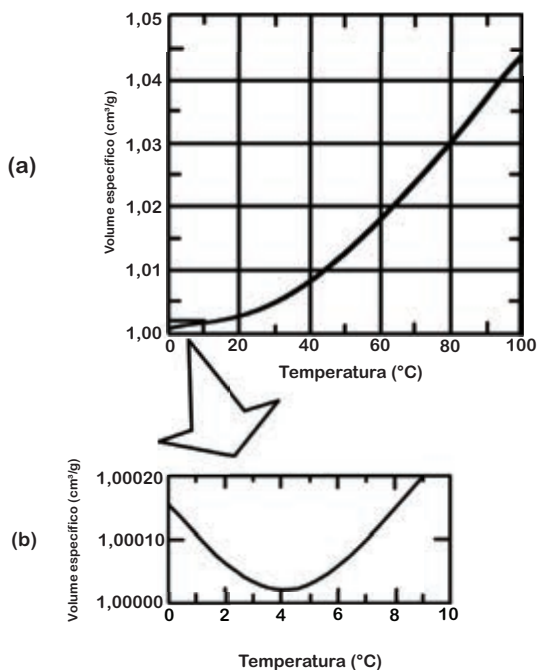 (a)
Volume específico (cm³/g)
1,05
1,04
1,03
1,02
1,01
1,00
0 20 40 60 80 100
Temperatura (°C)
(b)
Volume específico (cm³/g)
1,00020
1,00010
1,00000
0 2 4 6 8 10
Temperatura (°C)